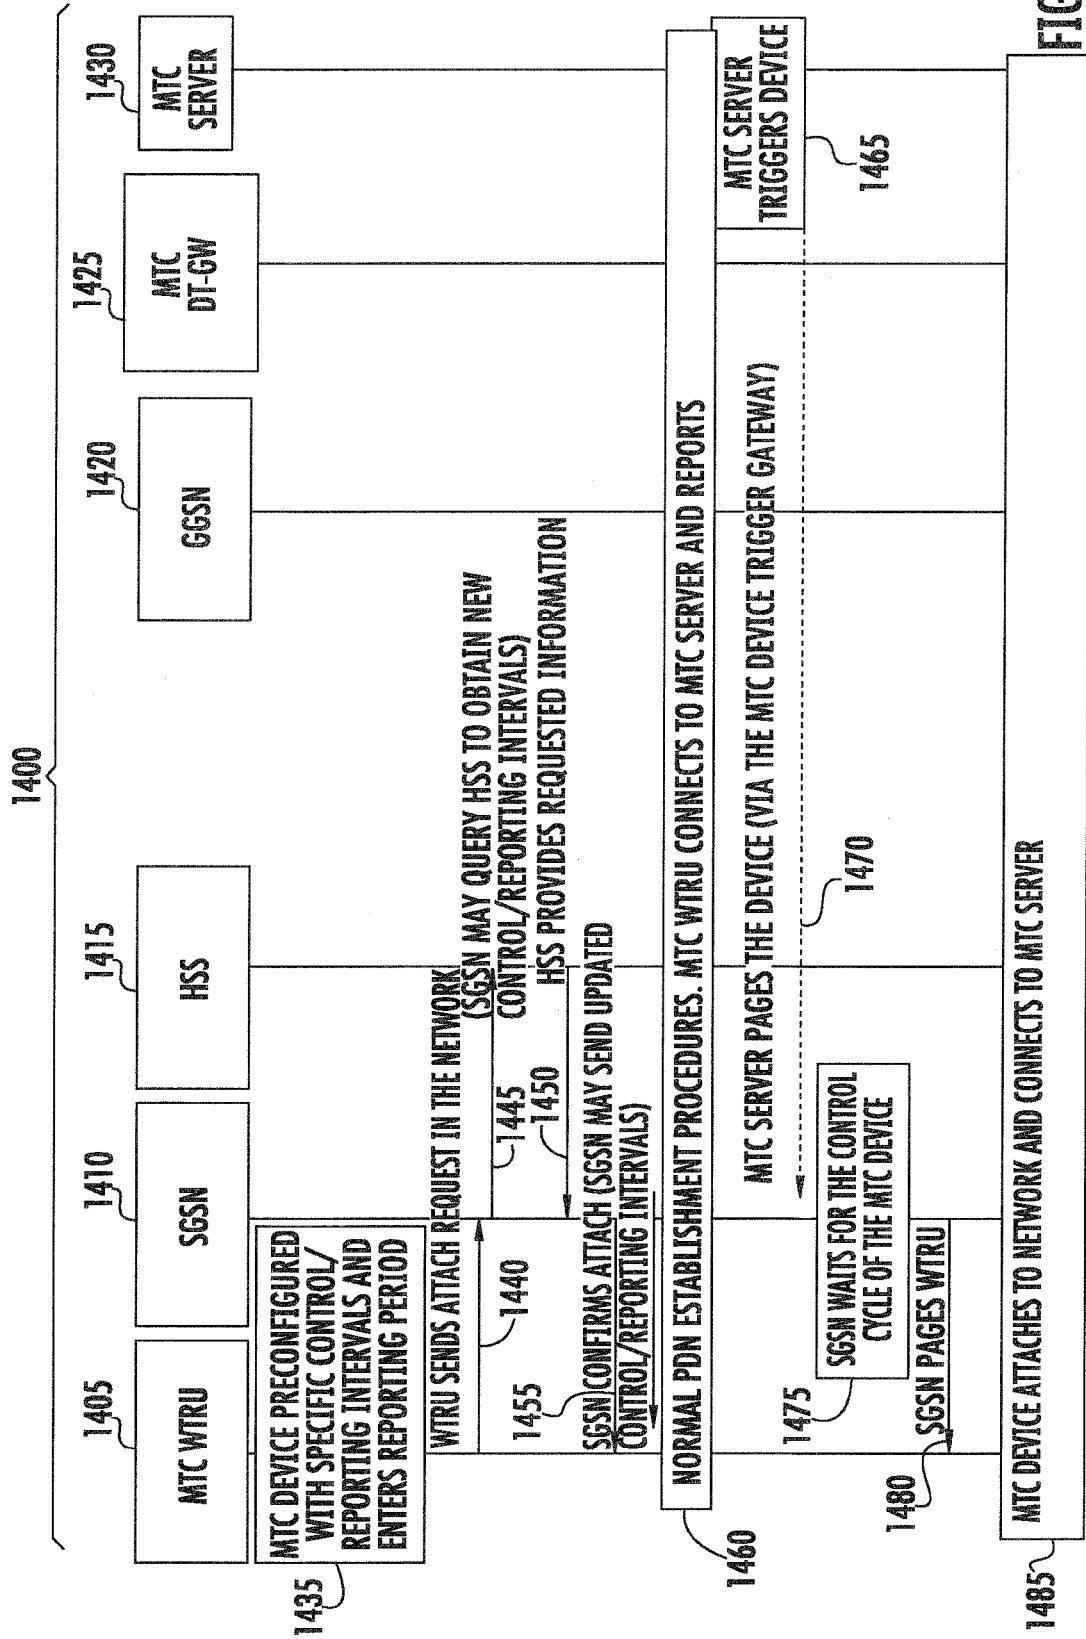 1400
1405
MTC WTRU
1410
SGSN
1415
HSS
1420
GGSN
1425
MTC
DT-GW
1430
MTC
SERVER
MTC DEVICE PRECONFIGURED
WITH SPECIFIC CONTROL/
REPORTING INTERVALS AND
ENTERS REPORTING PERIOD
1435
WTRU SENDS ATTACH REQUEST IN THE NETWORK
1440
(SGSN MAY QUERY HSS TO OBTAIN NEW
CONTROL/REPORTING INTERVALS)
1445
HSS PROVIDES REQUESTED INFORMATION
1450
1455
SGSN CONFIRMS ATTACH (SGSN MAY SEND UPDATED
CONTROL/REPORTING INTERVALS)
NORMAL PDN ESTABLISHMENT PROCEDURES. MTC WTRU CONNECTS TO MTC SERVER AND REPORTS
1460
MTC SERVER
TRIGGERS DEVICE
1465
MTC SERVER PAGES THE DEVICE (VIA THE MTC DEVICE TRIGGER GATEWAY)
1470
SGSN WAITS FOR THE CONTROL
CYCLE OF THE MTC DEVICE
1475
SGSN PAGES WTRU
1480
MTC DEVICE ATTACHES TO NETWORK AND CONNECTS TO MTC SERVER
1485
FIG